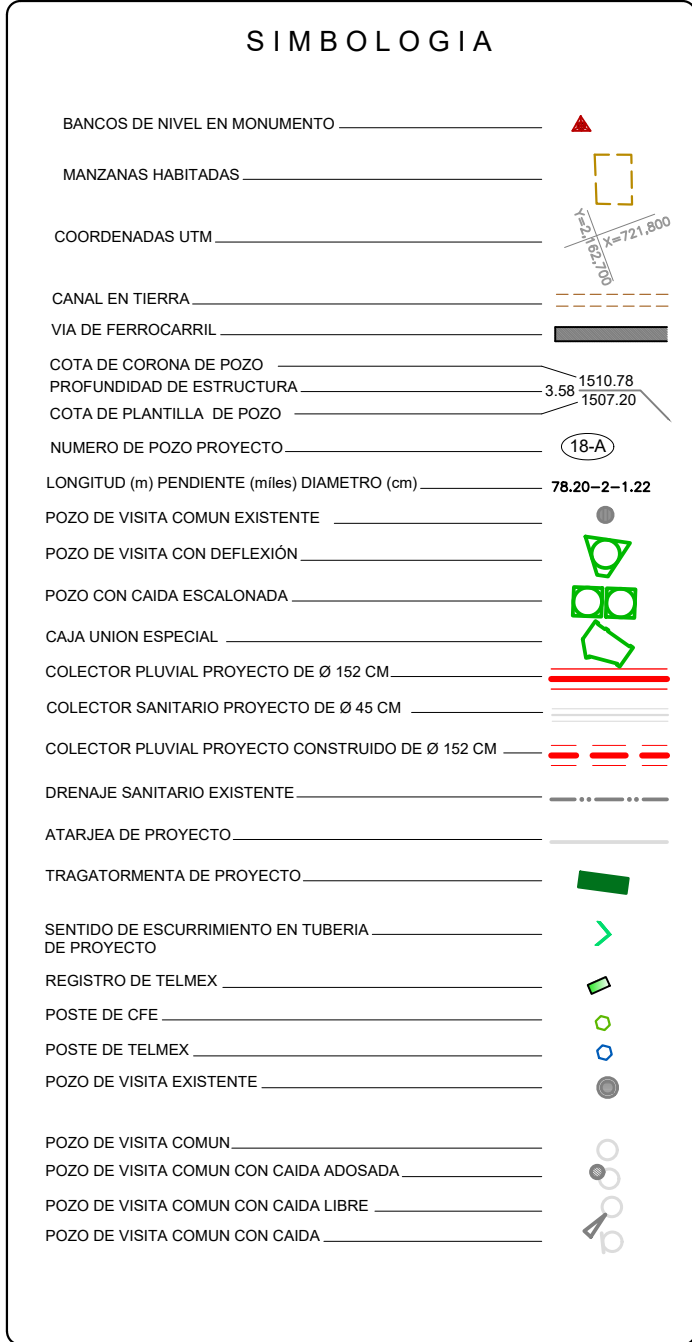 SIMBOLOGIA
BANCOS DE NIVEL EN MONUMENTO
MANZANAS HABITADAS
COORDENADAS UTM
Y=2,162,700
X=721,800
CANAL EN TIERRA
VIA DE FERROCARRIL
COTA DE CORONA DE POZO
1510.78
PROFUNDIDAD DE ESTRUCTURA
3.58
COTA DE PLANTILLA DE POZO
1507.20
NUMERO DE POZO PROYECTO
18-A
LONGITUD (m) PENDIENTE (míles) DIAMETRO (cm)
78.20-2-1.22
POZO DE VISITA COMUN EXISTENTE
POZO DE VISITA CON DEFLEXIÓN
POZO CON CAIDA ESCALONADA
CAJA UNION ESPECIAL
COLECTOR PLUVIAL PROYECTO DE Ø 152 CM
COLECTOR SANITARIO PROYECTO DE Ø 45 CM
COLECTOR PLUVIAL PROYECTO CONSTRUIDO DE Ø 152 CM
DRENAJE SANITARIO EXISTENTE
ATARJEA DE PROYECTO
TRAGATORMENTA DE PROYECTO
SENTIDO DE ESCURRIMIENTO EN TUBERIA
DE PROYECTO
REGISTRO DE TELMEX
POSTE DE CFE
POSTE DE TELMEX
POZO DE VISITA EXISTENTE
POZO DE VISITA COMUN
POZO DE VISITA COMUN CON CAIDA ADOSADA
POZO DE VISITA COMUN CON CAIDA LIBRE
POZO DE VISITA COMUN CON CAIDA